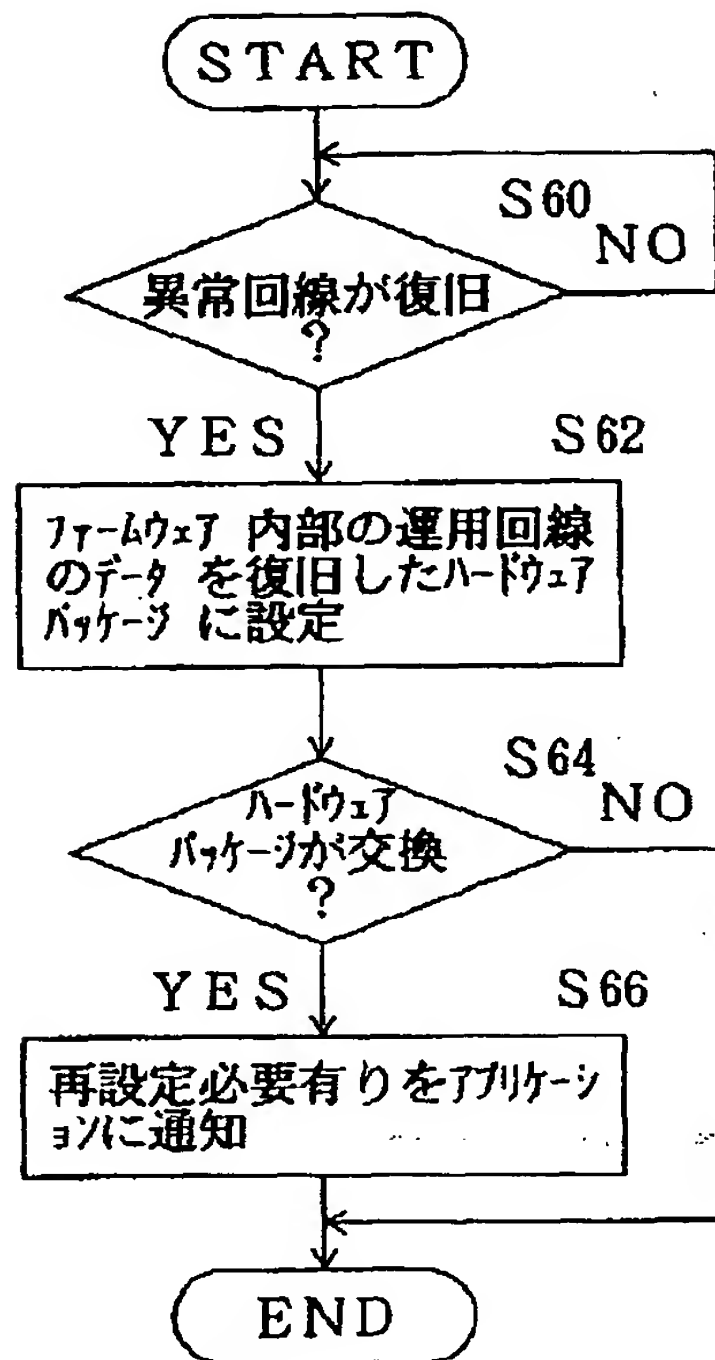 START
S60
NO
異常回線が復旧
?
YES
S62
ファームウェア 内部の運用回線
のデータ を復旧したハードウェア
パッケージ に設定
S64
NO
ハードウェア
パッケージが交換
?
YES
S66
再設定必要有りをアプリケーシ
ョンに通知
END